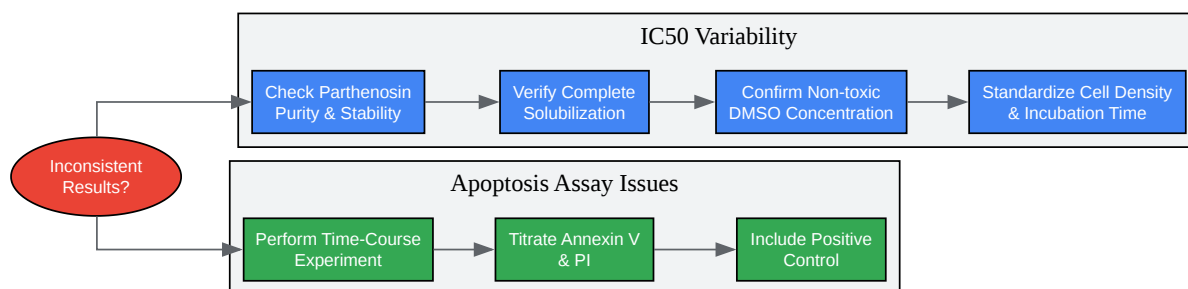 IC50 Variability
Check Parthenosin
Purity & Stability
Verify Complete
Solubilization
Confirm Non-toxic
DMSO Concentration
Standardize Cell Density
& Incubation Time
Inconsistent
Results?
Apoptosis Assay Issues
Perform Time-Course
Experiment
Titrate Annexin V
& PI
Include Positive
Control